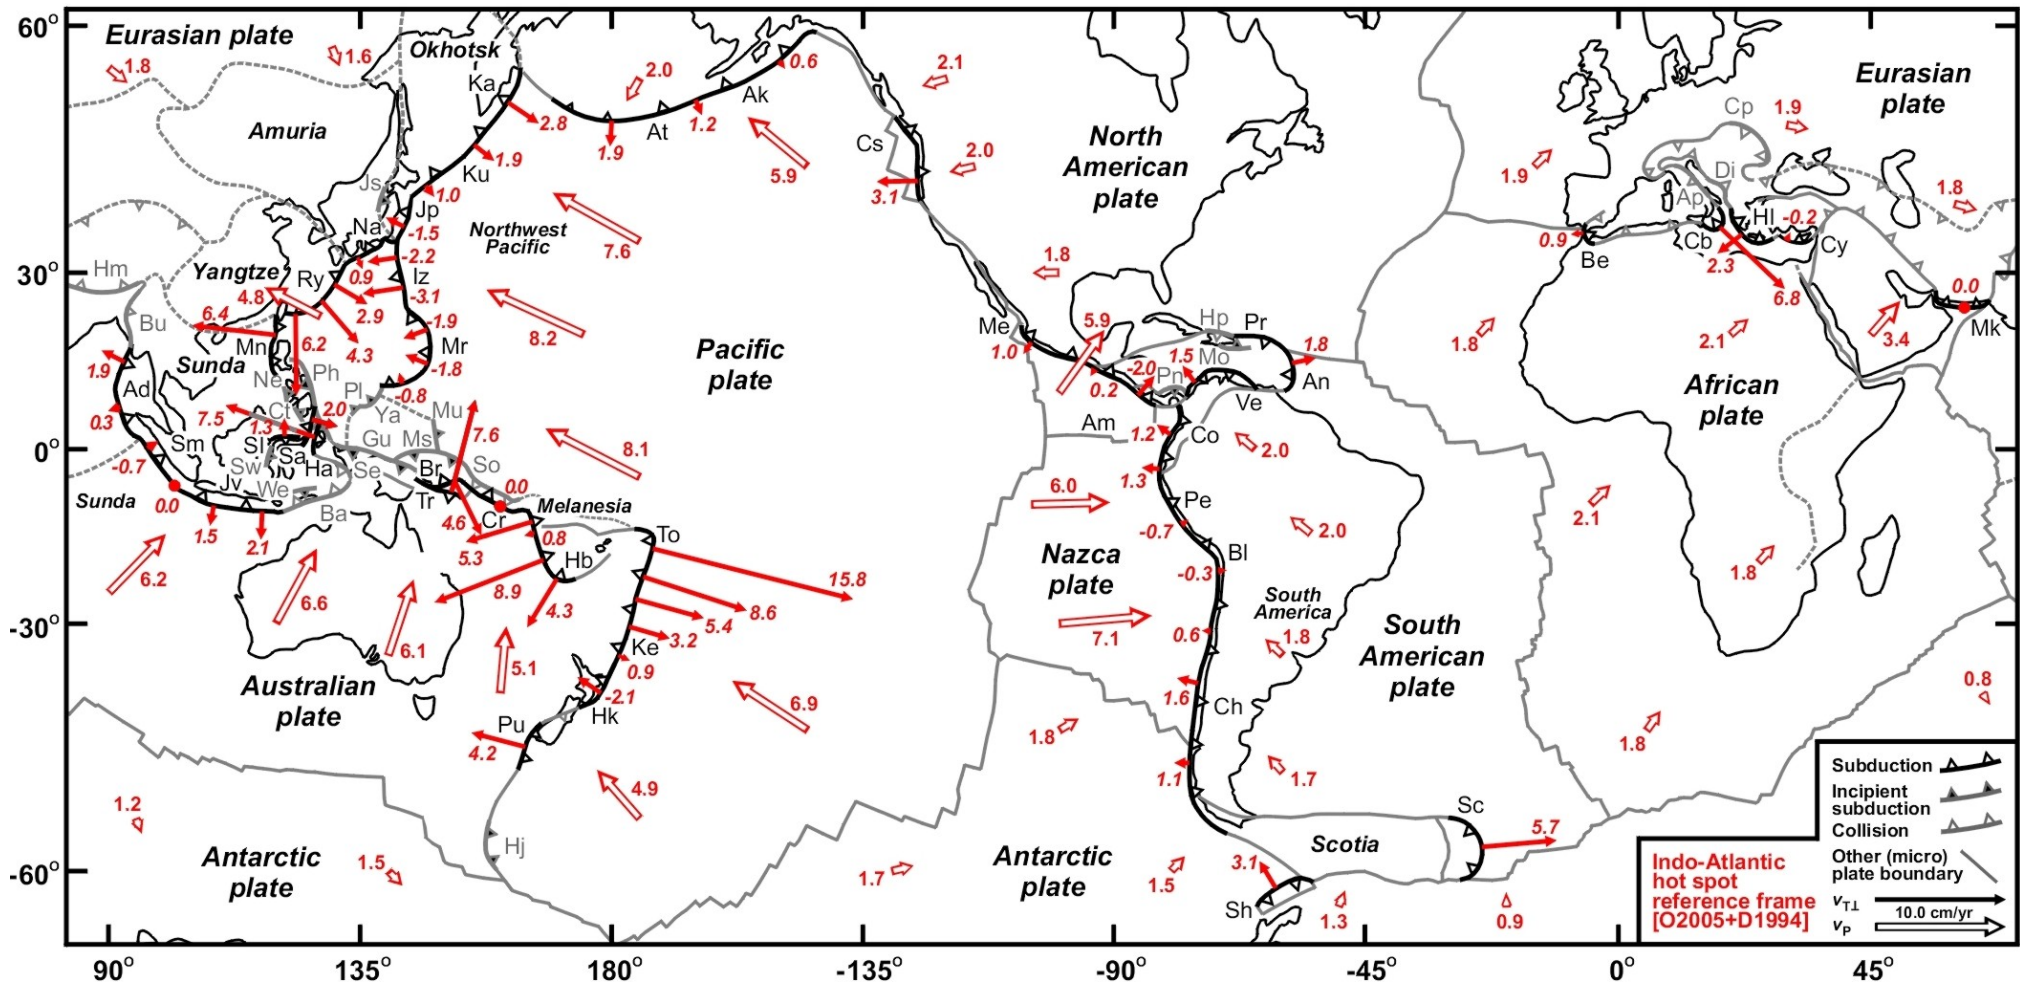 60°
30°
0°
-30°
-60°
90°
135°
180°
-135°
-90°
-45°
0°
45°
Eurasian plate
1.8
1.6
Okhotsk
Ka
Amuria
2.8
1.9
Ku
1.0
Js
Jp
-1.5
Na
-2.2
Iz
-3.1
Ry
0.9
2.9
4.3
Yangtze
4.8
6.4
Hm
Bu
Mn
6.2
-1.9
Mr
-1.8
-0.8
Sunda
1.9
Ad
0.3
Ne
Ph
Pl
Ya
Ct
2.0
7.5
1.3
Sl
Sa
Ha
Sw
We
Sm
-0.7
Jv
Sunda
0.0
1.5
2.1
Ba
Se
Gu
Ms
Mu
7.6
Br
So
Tr
Cr
0.0
4.6
5.3
0.8
Melanesia
Hb
8.9
4.3
To
15.8
8.6
5.4
3.2
Ke
0.9
-2.1
Hk
Pu
4.2
Hj
6.2
6.6
6.1
5.1
Australian
plate
4.9
6.9
1.2
1.5
Antarctic
plate
2.0
0.6
Ak
1.2
At
1.9
5.9
Northwest
Pacific
7.6
8.2
8.1
Pacific
plate
2.1
2.0
Cs
3.1
North
American
plate
1.8
Me
1.0
5.9
0.2
-2.0
1.5
Pn
Mo
Hp
Pr
1.8
An
Ve
Am
1.2
Co
2.0
1.3
6.0
Pe
-0.7
2.0
Nazca
plate
Bl
-0.3
7.1
0.6
South
America
1.8
1.6
Ch
1.1
1.7
South
American
plate
1.8
1.7
Antarctic
plate
1.5
3.1
Sh
1.3
0.9
Scotia
Sc
5.7
Eurasian
plate
Cp
1.9
1.9
Di
Ap
1.8
Hl
-0.2
Cy
Cb
0.9
Be
2.3
6.8
0.0
Mk
3.4
1.8
2.1
African
plate
2.1
1.8
1.8
0.8
Subduction
Incipient
subduction
Collision
Other (micro)
plate boundary
vT⊥
10.0 cm/yr
vP
Indo-Atlantic
hot spot
reference frame
[O2005+D1994]